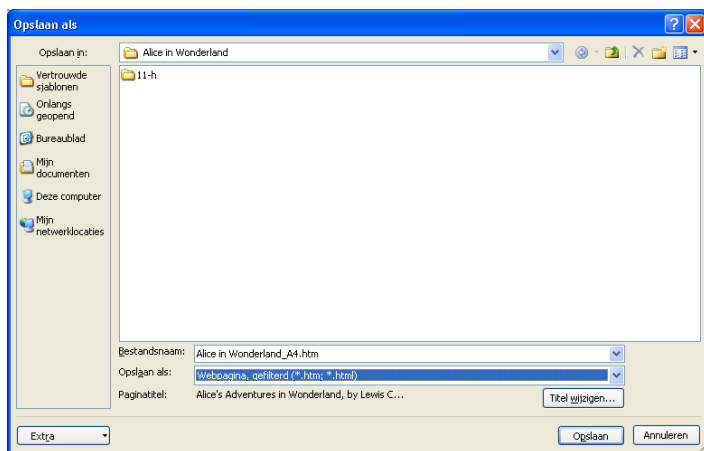 Opslaan als
Opslaan in:
Alice in Wonderland
Vertrouwde
sjablonen
Onlangs
geopend
Bureaublad
Mijn
documenten
Deze computer
Mijn
netwerklocaties
11-h
Bestandsnaam:
Alice in Wonderland_A4.htm
Opslaan als:
Webpagina, gefilterd (*.htm; *.html)
Paginatitel:
Alice's Adventures in Wonderland, by Lewis C...
Titel wijzigen...
Extra
Opslaan
Annuleren